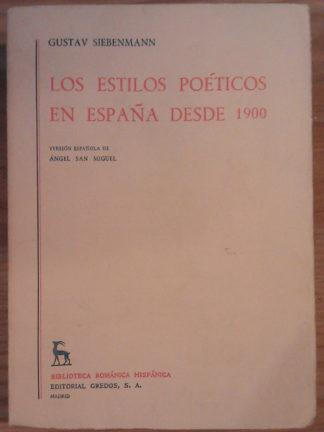 GUSTAV SIEBENMANN
LOS ESTILOS POÉTICOS
EN ESPAÑA DESDE 1900
VERSIÓN ESPAÑOLA DE
ÁNGEL SAN MIGUEL
BIBLIOTECA ROMÁNICA HISPÁNICA
EDITORIAL GREDOS, S. A.
MADRID